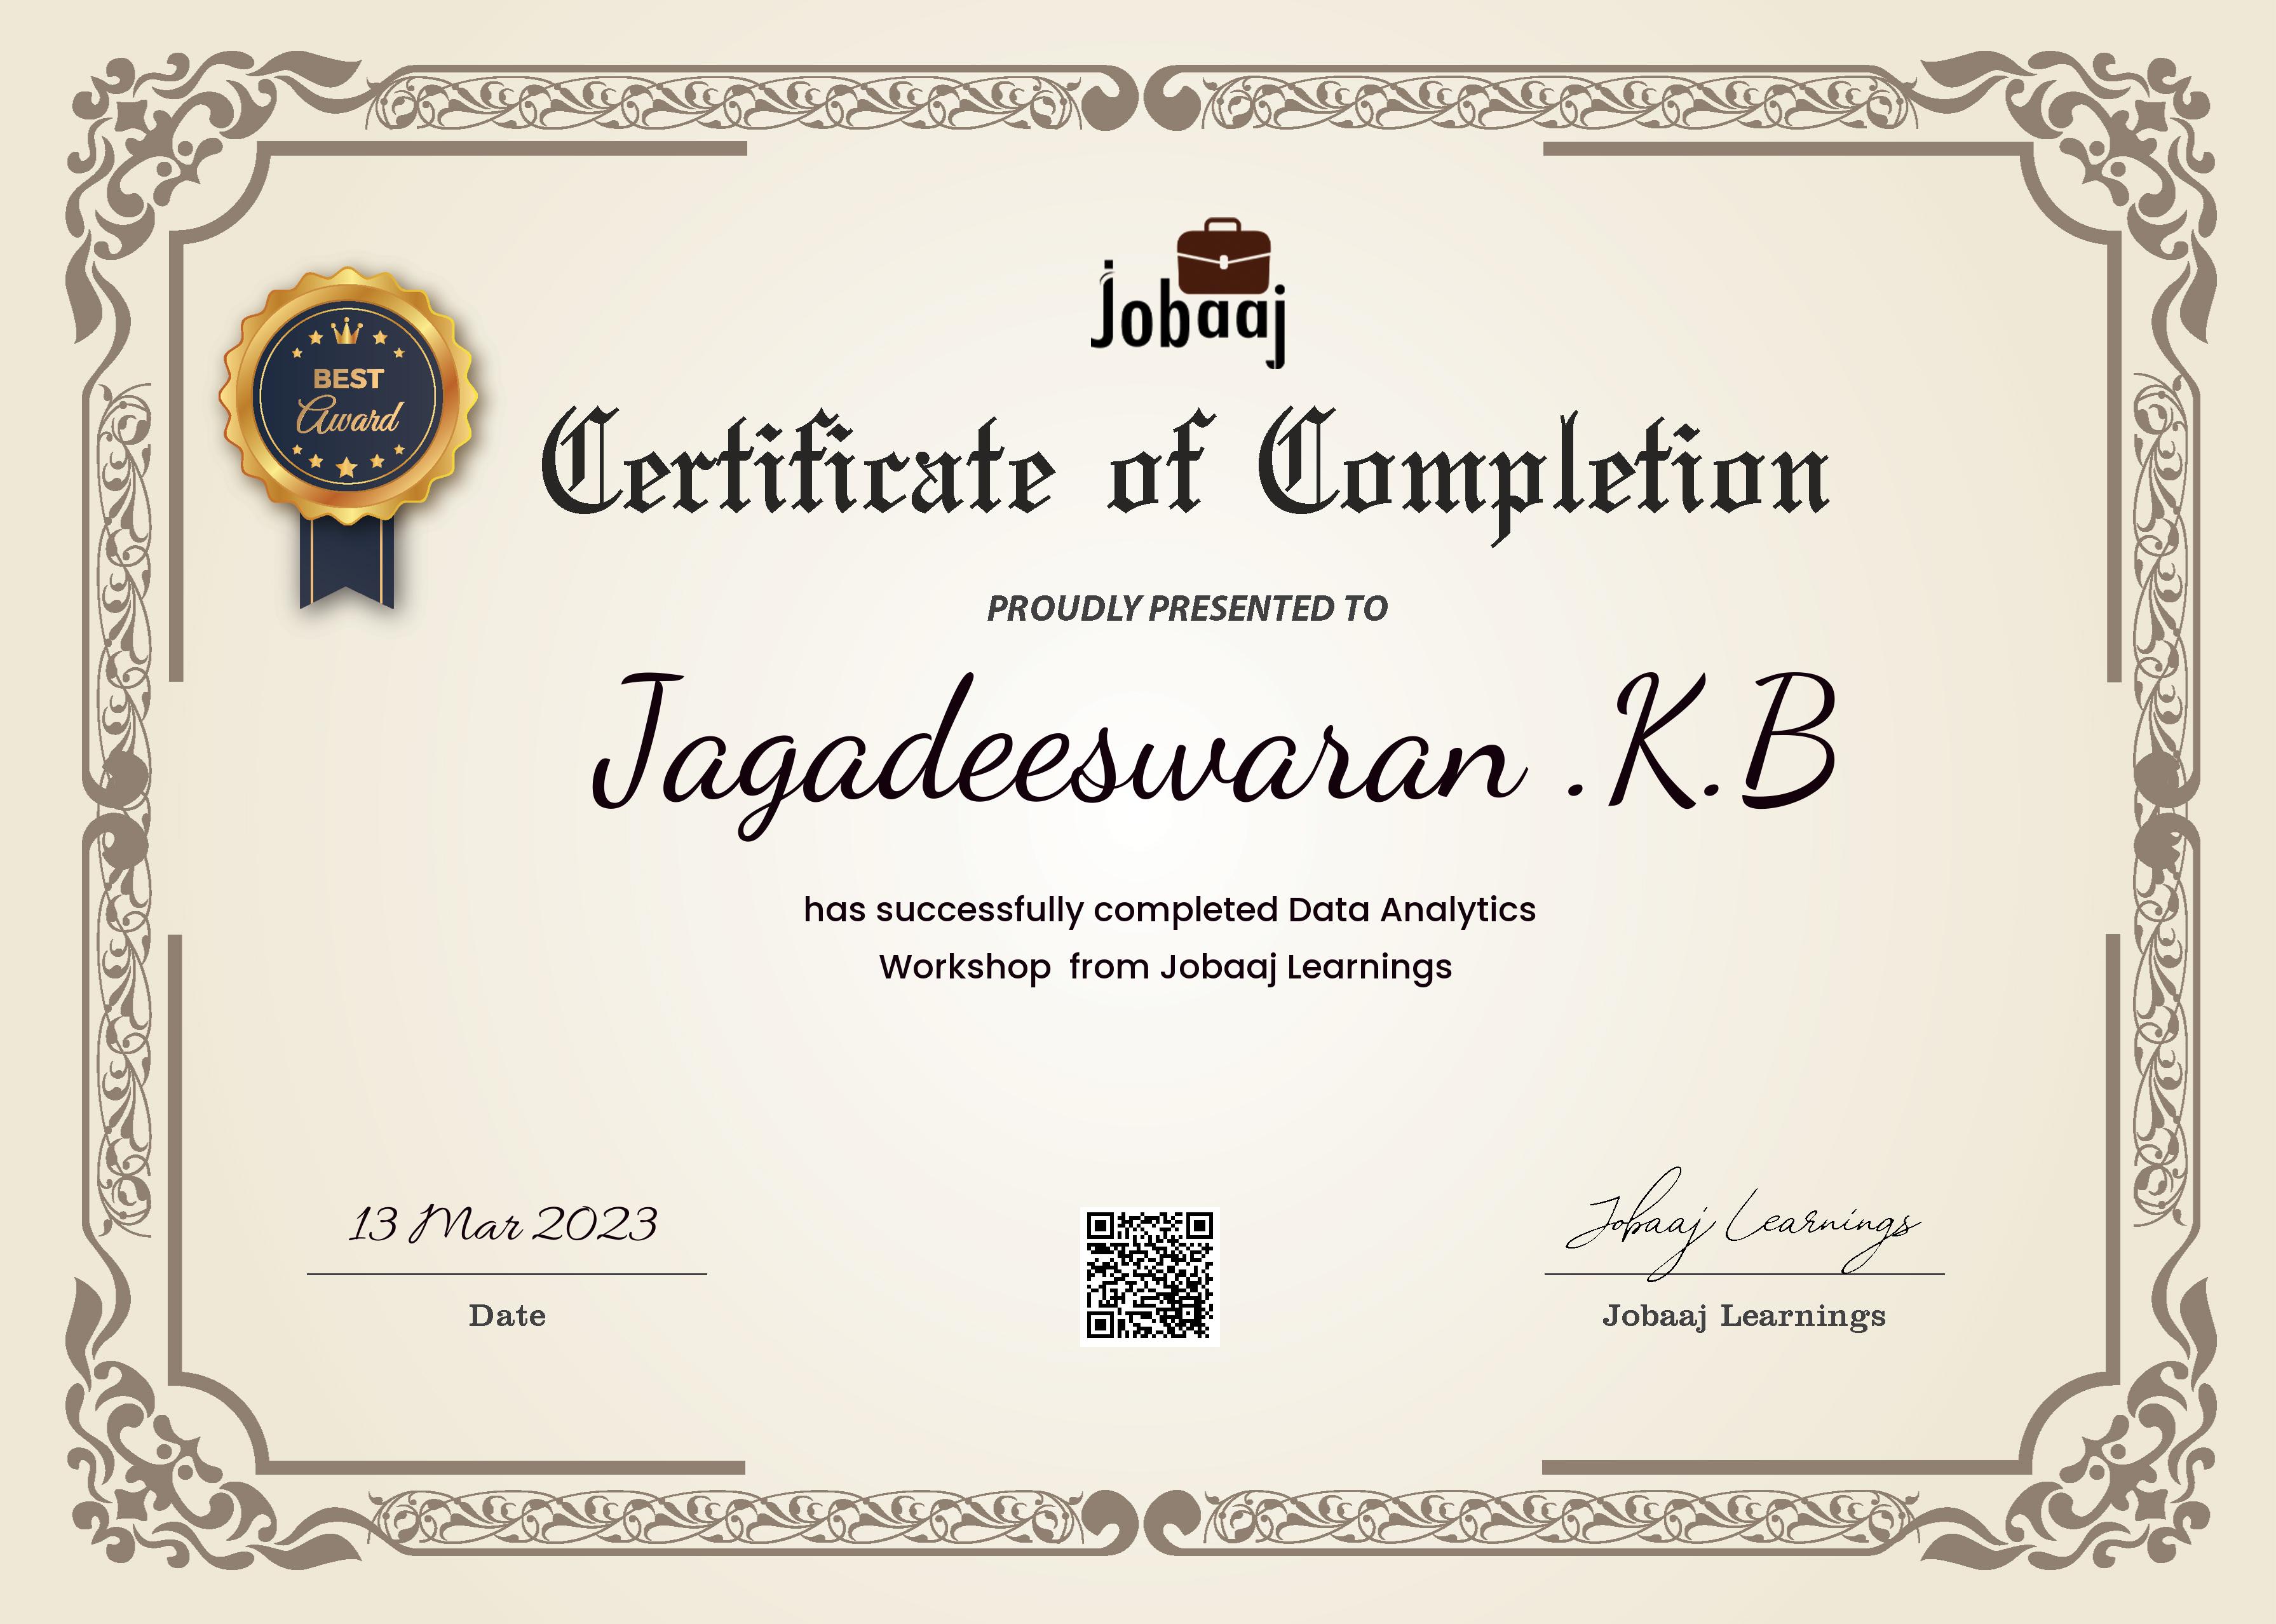 Jobaaj
BEST
Award
Certificate of Completion
PROUDLY PRESENTED TO
Jagadeeswaran .K.B
has successfully completed Data Analytics
Workshop from Jobaaj Learnings
13 Mar 2023
Date
Jobaaj Learnings
Jobaaj Learnings